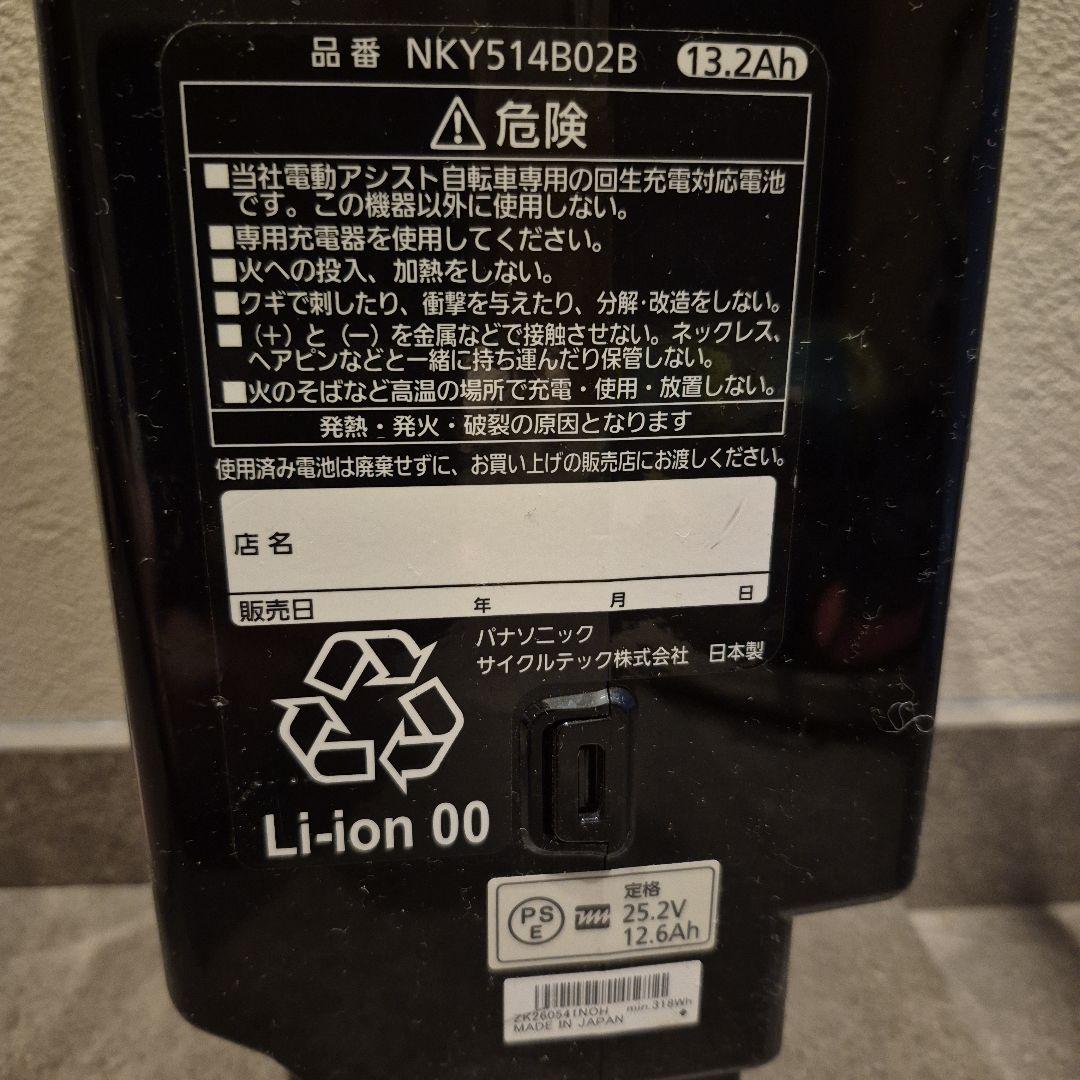 品番 NKY514B02B 13.2Ah
危険
■当社電動アシスト自転車専用の回生充電対応電池
です。この機器以外に使用しない。
■専用充電器を使用してください。
■火への投入、加熱をしない。
■クギで刺したり、衝撃を与えたり、分解・改造をしない。
■(+)と(−)を金属などで接触させない。ネックレス、
ヘアピンなどと一緒に持ち運んだり保管しない。
■火のそばなど高温の場所で充電・使用・放置しない。
発熱・発火・破裂の原因となります
使用済み電池は廃棄せずに、お買い上げの販売店にお渡しください。
店名
販売日 年 月 日
パナソニック
サイクルテック株式会社 日本製
Li-ion 00
PS
E
定格
25.2V
12.6Ah
min.318Wh
MADE IN JAPAN